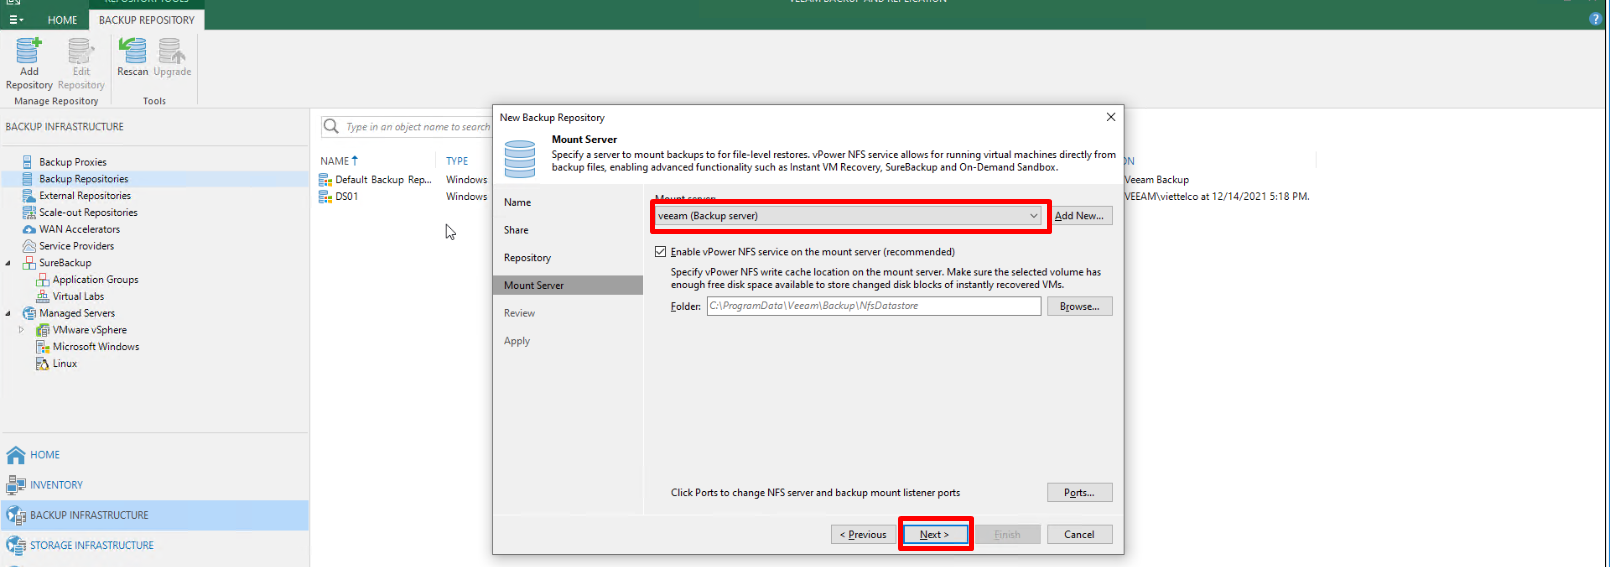 REPOSITORY TOOLS
VEEAM BACKUP AND REPLICATION
HOME
BACKUP REPOSITORY
?
Add Repository
Edit Repository
Rescan
Upgrade
Manage Repository
Tools
BACKUP INFRASTRUCTURE
Backup Proxies
Backup Repositories
External Repositories
Scale-out Repositories
WAN Accelerators
Service Providers
SureBackup
Application Groups
Virtual Labs
Managed Servers
VMware vSphere
Microsoft Windows
Linux
HOME
INVENTORY
BACKUP INFRASTRUCTURE
STORAGE INFRASTRUCTURE
Type in an object name to search
NAME
TYPE
Default Backup Rep...
Windows
Veeam Backup
DS01
Windows
VEEAM\viettelco at 12/14/2021 5:18 PM.
New Backup Repository
Mount Server
Specify a server to mount backups to for file-level restores. vPower NFS service allows for running virtual machines directly from
backup files, enabling advanced functionality such as Instant VM Recovery, SureBackup and On-Demand Sandbox.
Name
Share
Repository
Mount Server
Review
Apply
Mount server:
veeam (Backup server)
Add New...
Enable vPower NFS service on the mount server (recommended)
Specify vPower NFS write cache location on the mount server. Make sure the selected volume has
enough free disk space available to store changed disk blocks of instantly recovered VMs.
Folder:
C:\ProgramData\Veeam\Backup\NfsDatastore
Browse...
Click Ports to change NFS server and backup mount listener ports
Ports...
< Previous
Next >
Finish
Cancel